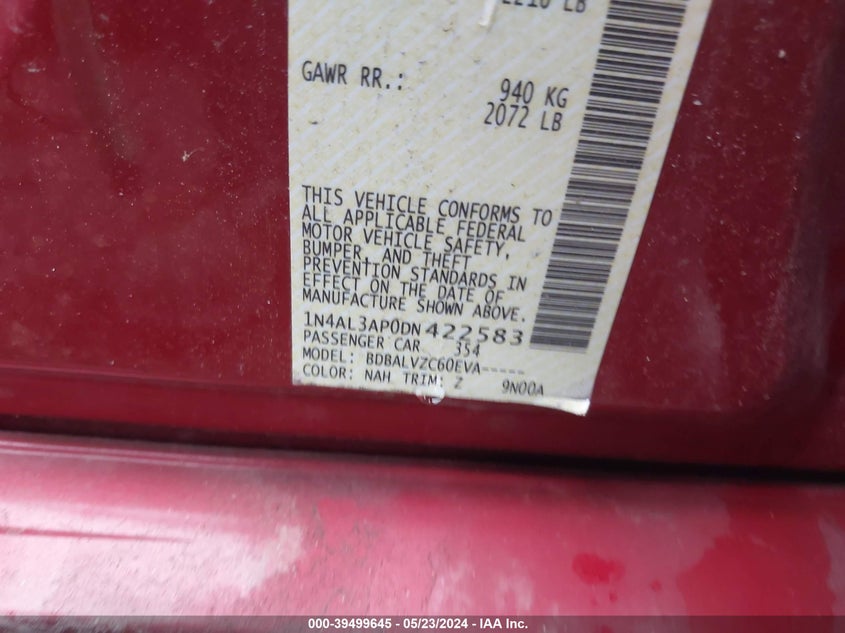 2210 LB
GAWR RR.: 940 KG
2072 LB
THIS VEHICLE CONFORMS TO
ALL APPLICABLE FEDERAL
MOTOR VEHICLE SAFETY,
BUMPER, AND THEFT
PREVENTION STANDARDS IN
EFFECT ON THE DATE OF
MANUFACTURE SHOWN ABOVE.
1N4AL3AP0DN422583
PASSENGER CAR 354
MODEL: BDBALVZC60EVA-----
COLOR: NAH TRIM: Z 9N00A
000-39499645 - 05/23/2024 - IAA Inc.